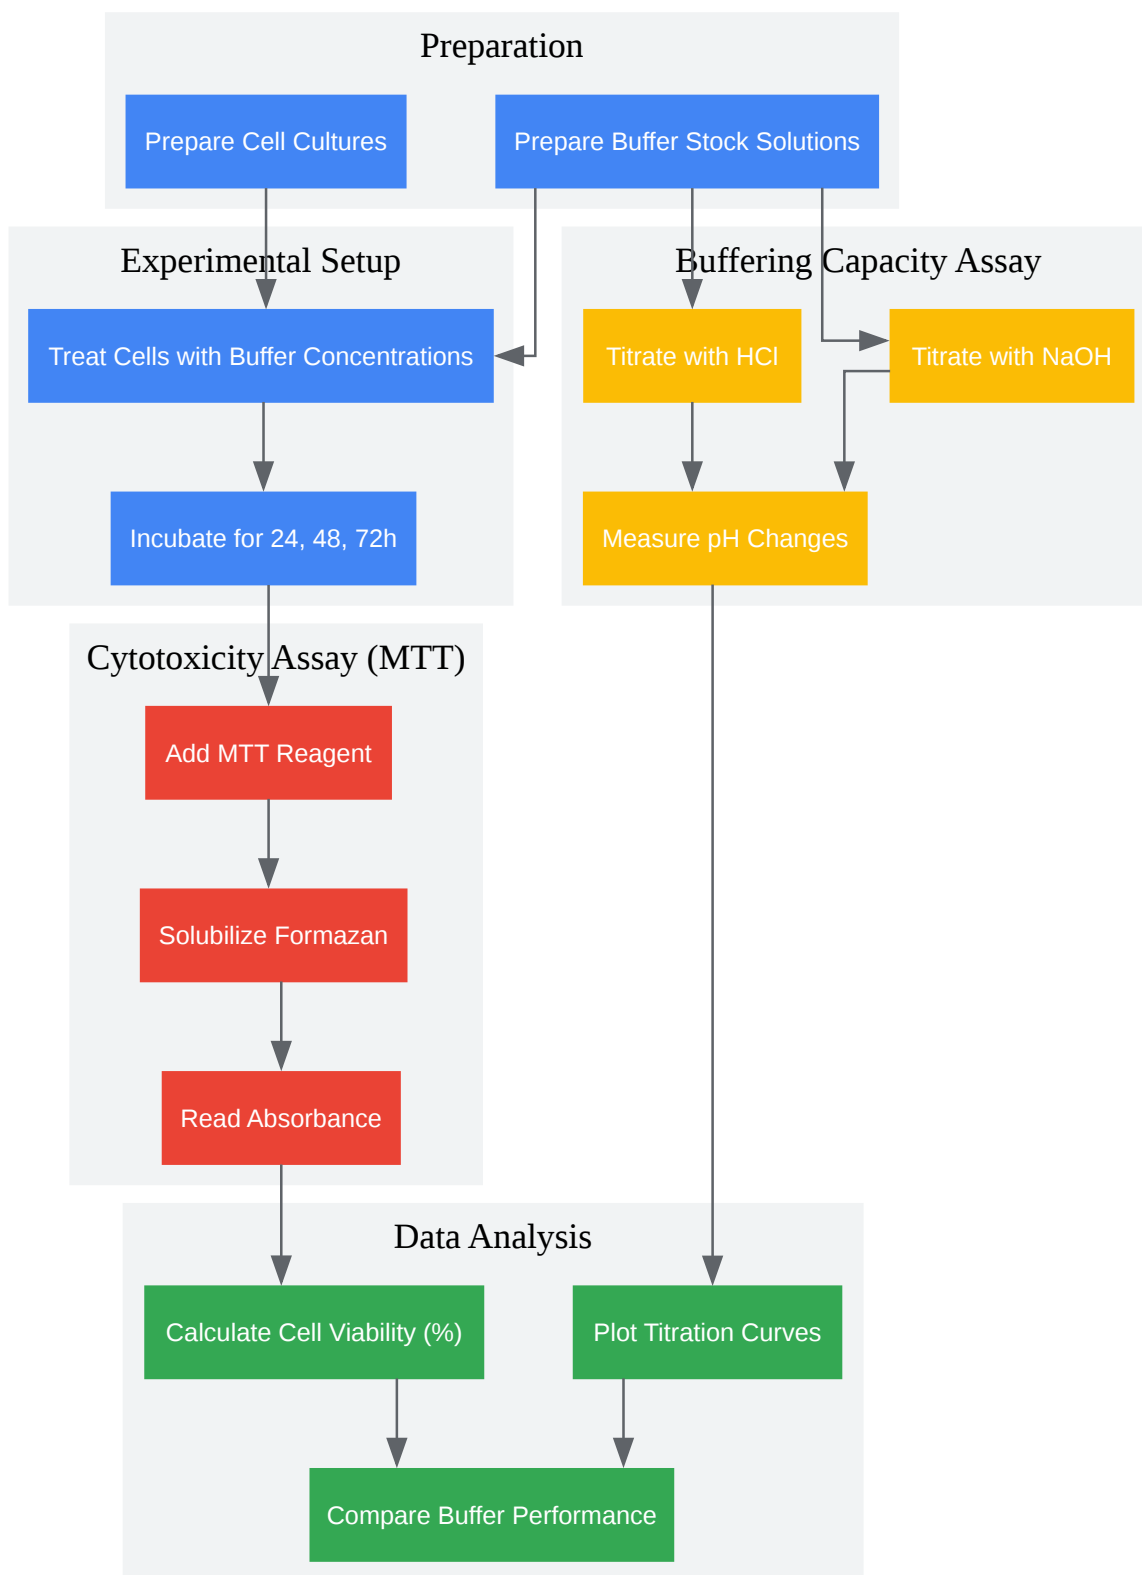 Preparation
Prepare Cell Cultures
Prepare Buffer Stock Solutions
Experimental Setup
Buffering Capacity Assay
Treat Cells with Buffer Concentrations
Titrate with HCl
Titrate with NaOH
Incubate for 24, 48, 72h
Measure pH Changes
Cytotoxicity Assay (MTT)
Add MTT Reagent
Solubilize Formazan
Read Absorbance
Data Analysis
Calculate Cell Viability (%)
Plot Titration Curves
Compare Buffer Performance